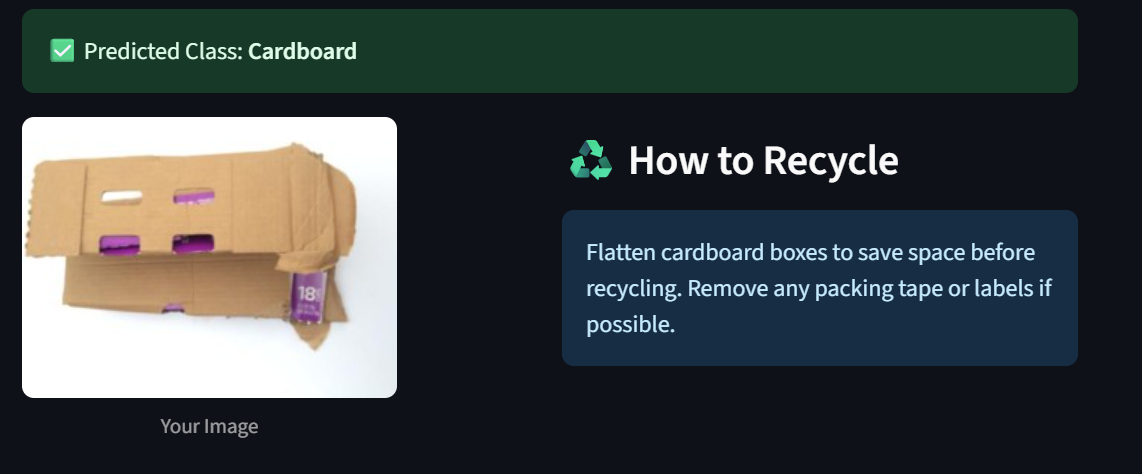 Predicted Class: Cardboard
18
Your Image
How to Recycle
Flatten cardboard boxes to save space before
recycling. Remove any packing tape or labels if
possible.